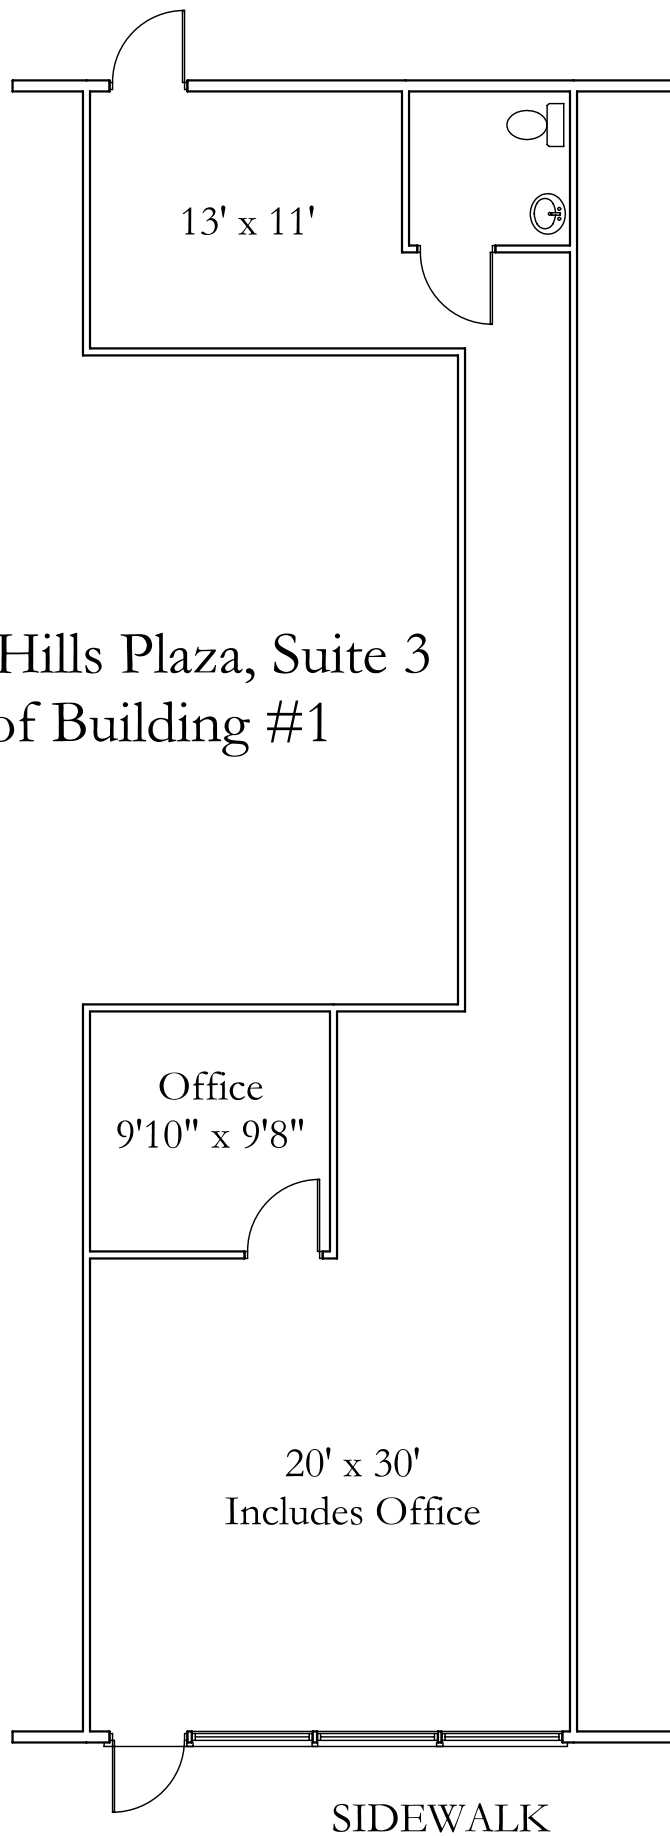 13' x 11'
Hills Plaza, Suite 3
of Building #1
Office
9'10" x 9'8"
20' x 30'
Includes Office
SIDEWALK